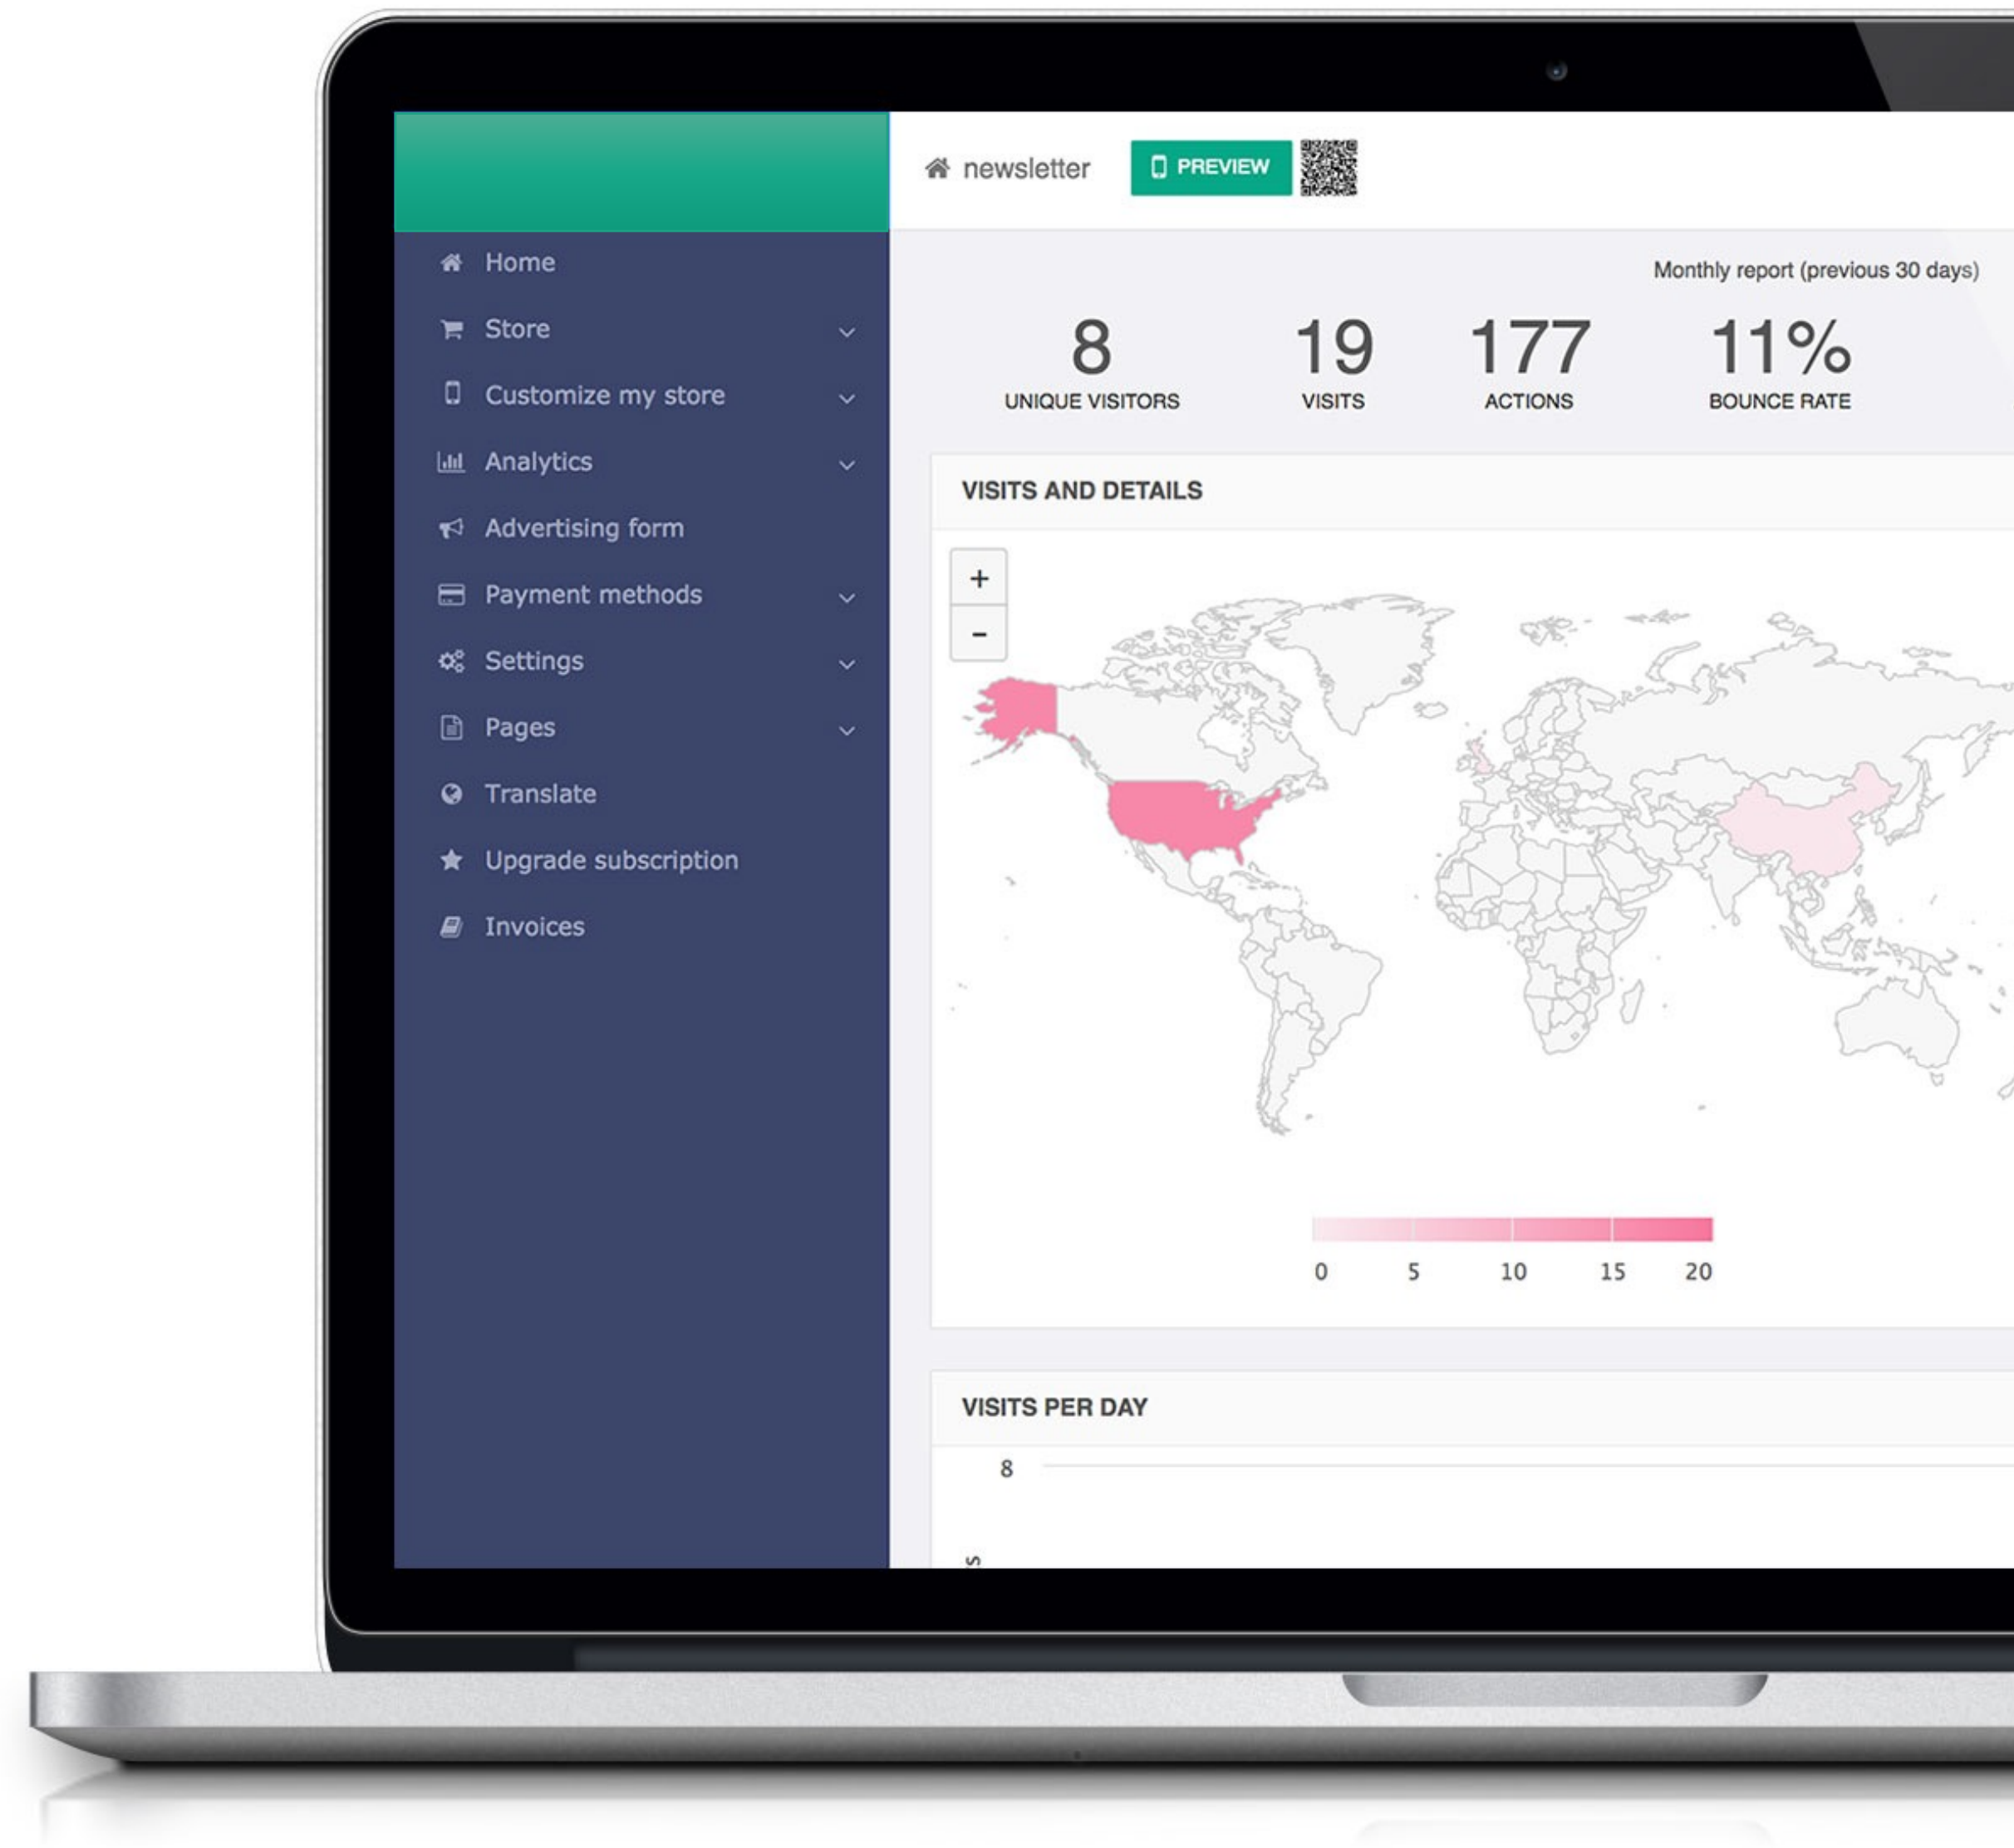 newsletter
PREVIEW
Home
Store
Customize my store
Analytics
Advertising form
Payment methods
Settings
Pages
Translate
Upgrade subscription
Invoices
Monthly report (previous 30 days)
8 19 177 11%
UNIQUE VISITORS VISITS ACTIONS BOUNCE RATE
VISITS AND DETAILS
+
-
0 5 10 15 20
VISITS PER DAY
8
s